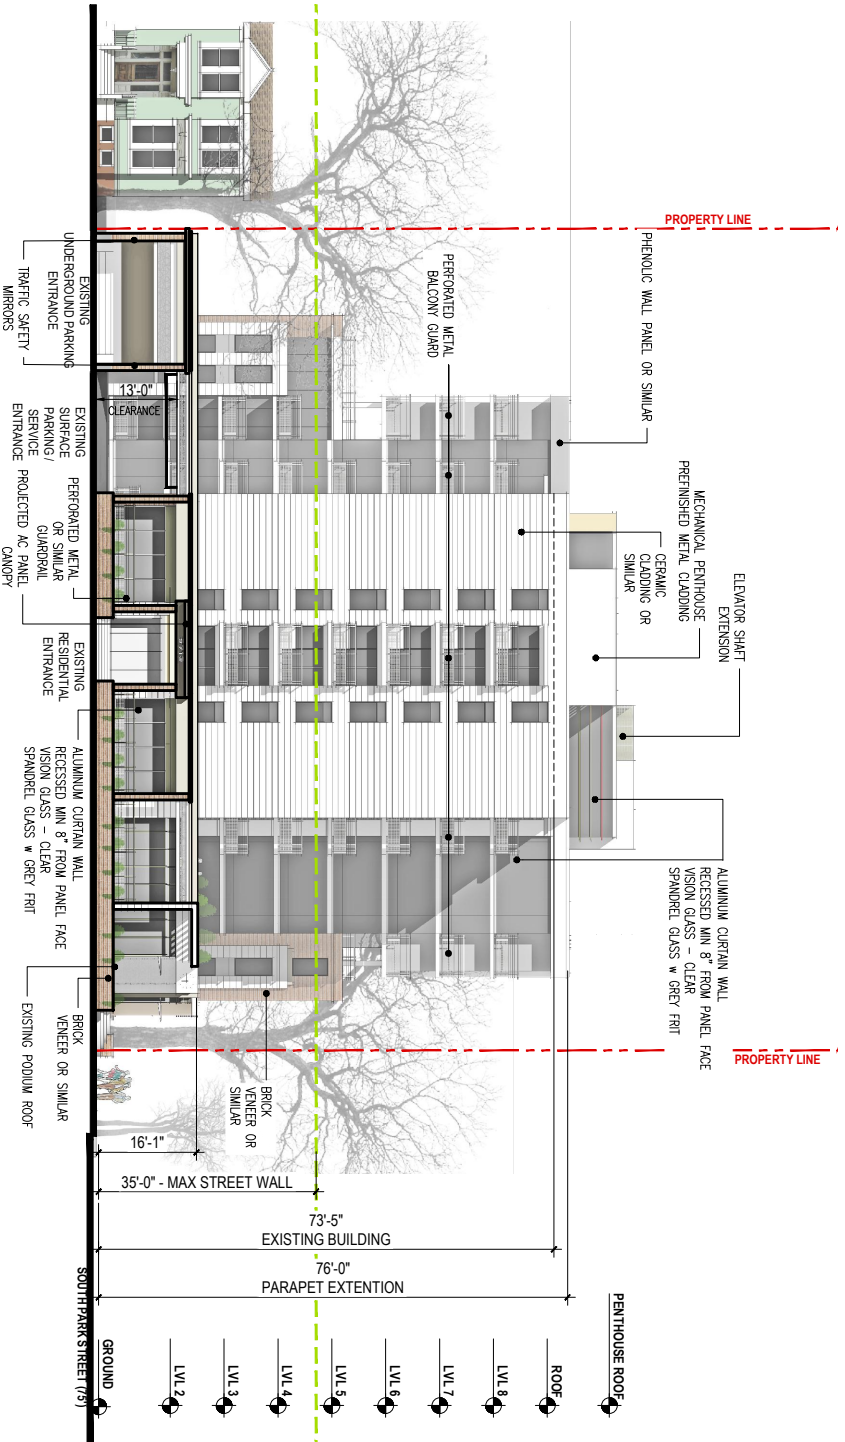 PROPERTY LINE
PHENOLIC WALL PANEL OR SIMILAR
PERFORATED METAL
BALCONY GUARD
MECHANICAL PENTHOUSE
PREFINISHED METAL CLADDING
CERAMIC
CLADDING OR
SIMILAR
ELEVATOR SHAFT
EXTENSION
ALUMINUM CURTAIN WALL
RECESSED MIN 8" FROM PANEL FACE
VISION GLASS - CLEAR
SPANDREL GLASS w GREY FRIT
PROPERTY LINE
EXISTING
UNDERGROUND PARKING
ENTRANCE
TRAFFIC SAFETY
MIRRORS
13'-0"
CLEARANCE
EXISTING
SURFACE
PARKING /
SERVICE
ENTRANCE
PERFORATED METAL
OR SIMILAR
GUARDRAIL
PROJECTED AC PANEL
CANOPY
EXISTING
RESIDENTIAL
ENTRANCE
ALUMINUM CURTAIN WALL
RECESSED MIN 8" FROM PANEL FACE
VISION GLASS - CLEAR
SPANDREL GLASS w GREY FRIT
BRICK
VENEER OR SIMILAR
EXISTING PODIUM ROOF
BRICK
VENEER OR
SIMILAR
16'-1"
35'-0" - MAX STREET WALL
73'-5"
EXISTING BUILDING
76'-0"
PARAPET EXTENTION
PENTHOUSE ROOF
ROOF
LVL 8
LVL 7
LVL 6
LVL 5
LVL 4
LVL 3
LVL 2
GROUND
SOUTH PARK STREET (75')